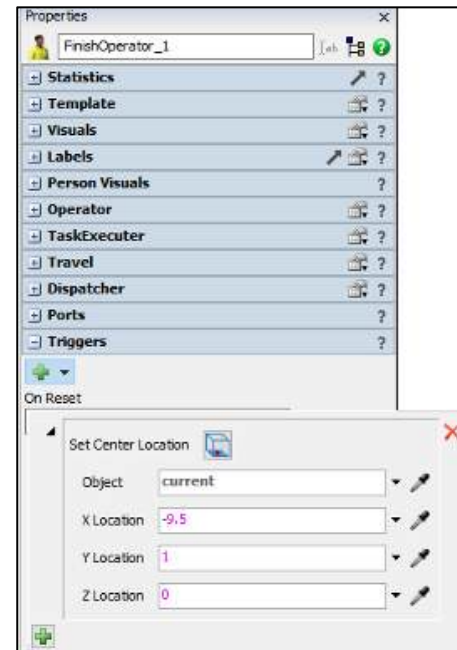 Properties
FinishOperator_1
Statistics
Template
Visuals
Labels
Person Visuals
Operator
TaskExecuter
Travel
Dispatcher
Ports
Triggers
On Reset
Set Center Location
Object current
X Location -9.5
Y Location 1
Z Location 0